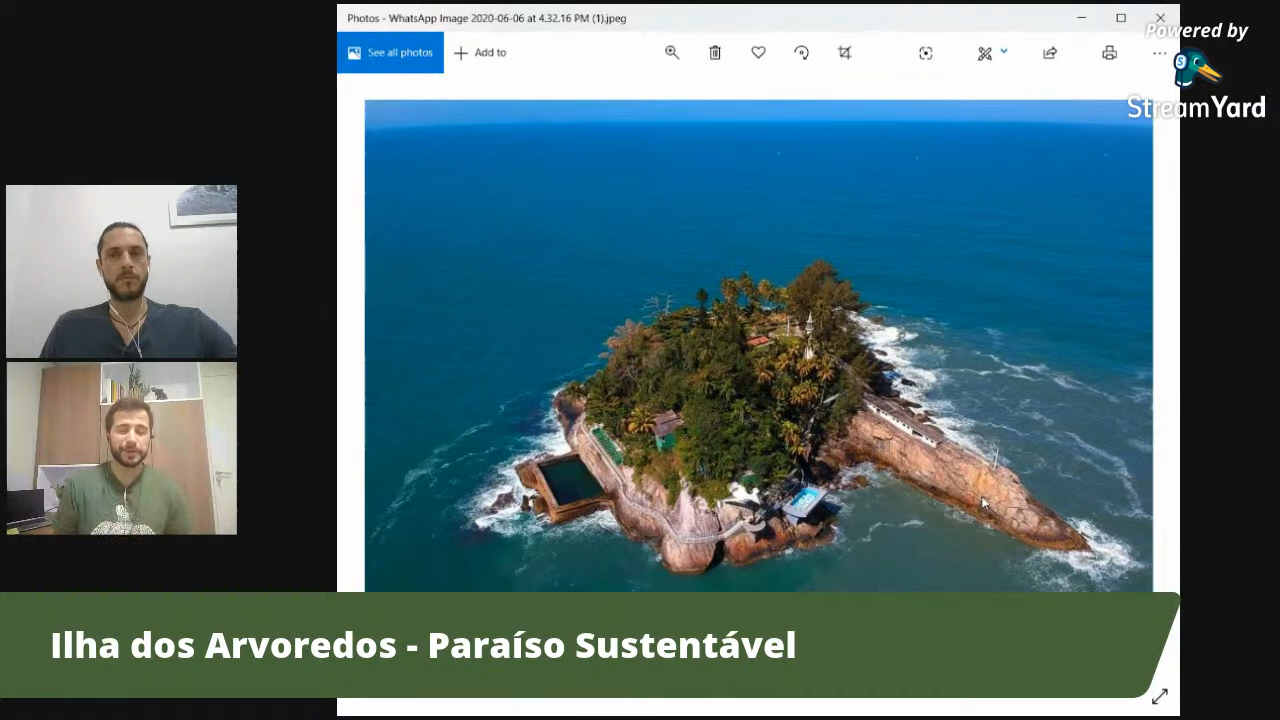 Photos - WhatsApp Image 2020-06-06 at 4.32.16 PM (1).jpeg
See all photos
Add to
Powered by
StreamYard
Ilha dos Arvoredos - Paraíso Sustentável